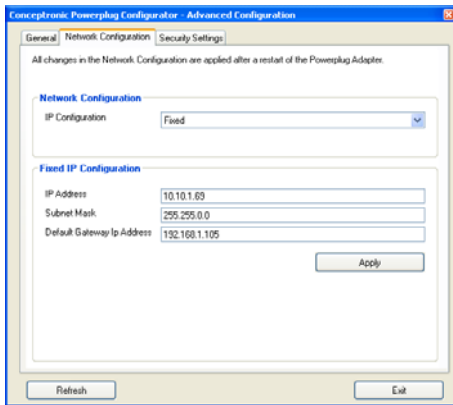 Conceptronic Powerplug Configurator - Advanced Configuration
General Network Configuration Security Settings
All changes in the Network Configuration are applied after a restart of the Powerplug Adapter.
Network Configuration
IP Configuration Fixed
Fixed IP Configuration
IP Address 10.10.1.69
Subnet Mask 255.255.0.0
Default Gateway Ip Address 192.168.1.105
Apply
Refresh Exit